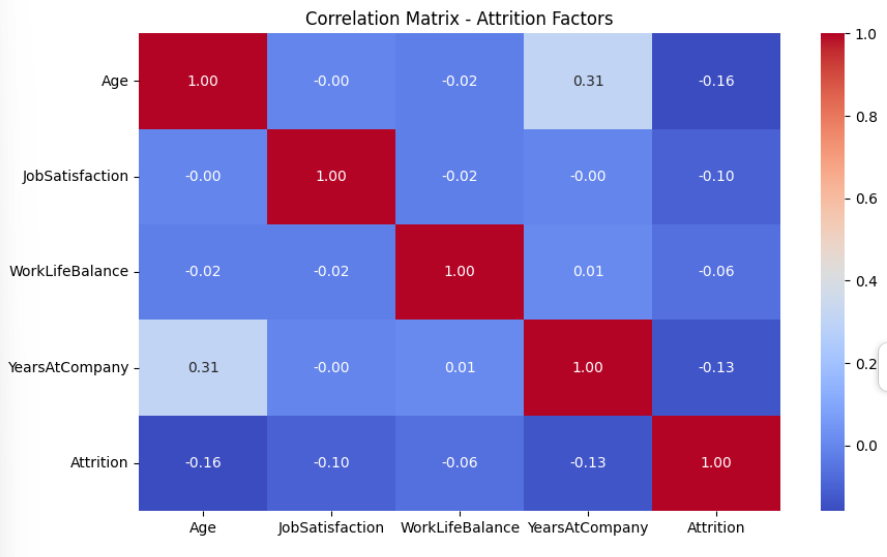 Correlation Matrix - Attrition Factors
Age
1.00 -0.00 -0.02 0.31 -0.16
JobSatisfaction
-0.00 1.00 -0.02 -0.00 -0.10
WorkLifeBalance
-0.02 -0.02 1.00 0.01 -0.06
YearsAtCompany
0.31 -0.00 0.01 1.00 -0.13
Attrition
-0.16 -0.10 -0.06 -0.13 1.00
Age JobSatisfaction WorkLifeBalance YearsAtCompany Attrition
1.0
0.8
0.6
0.4
0.2
0.0